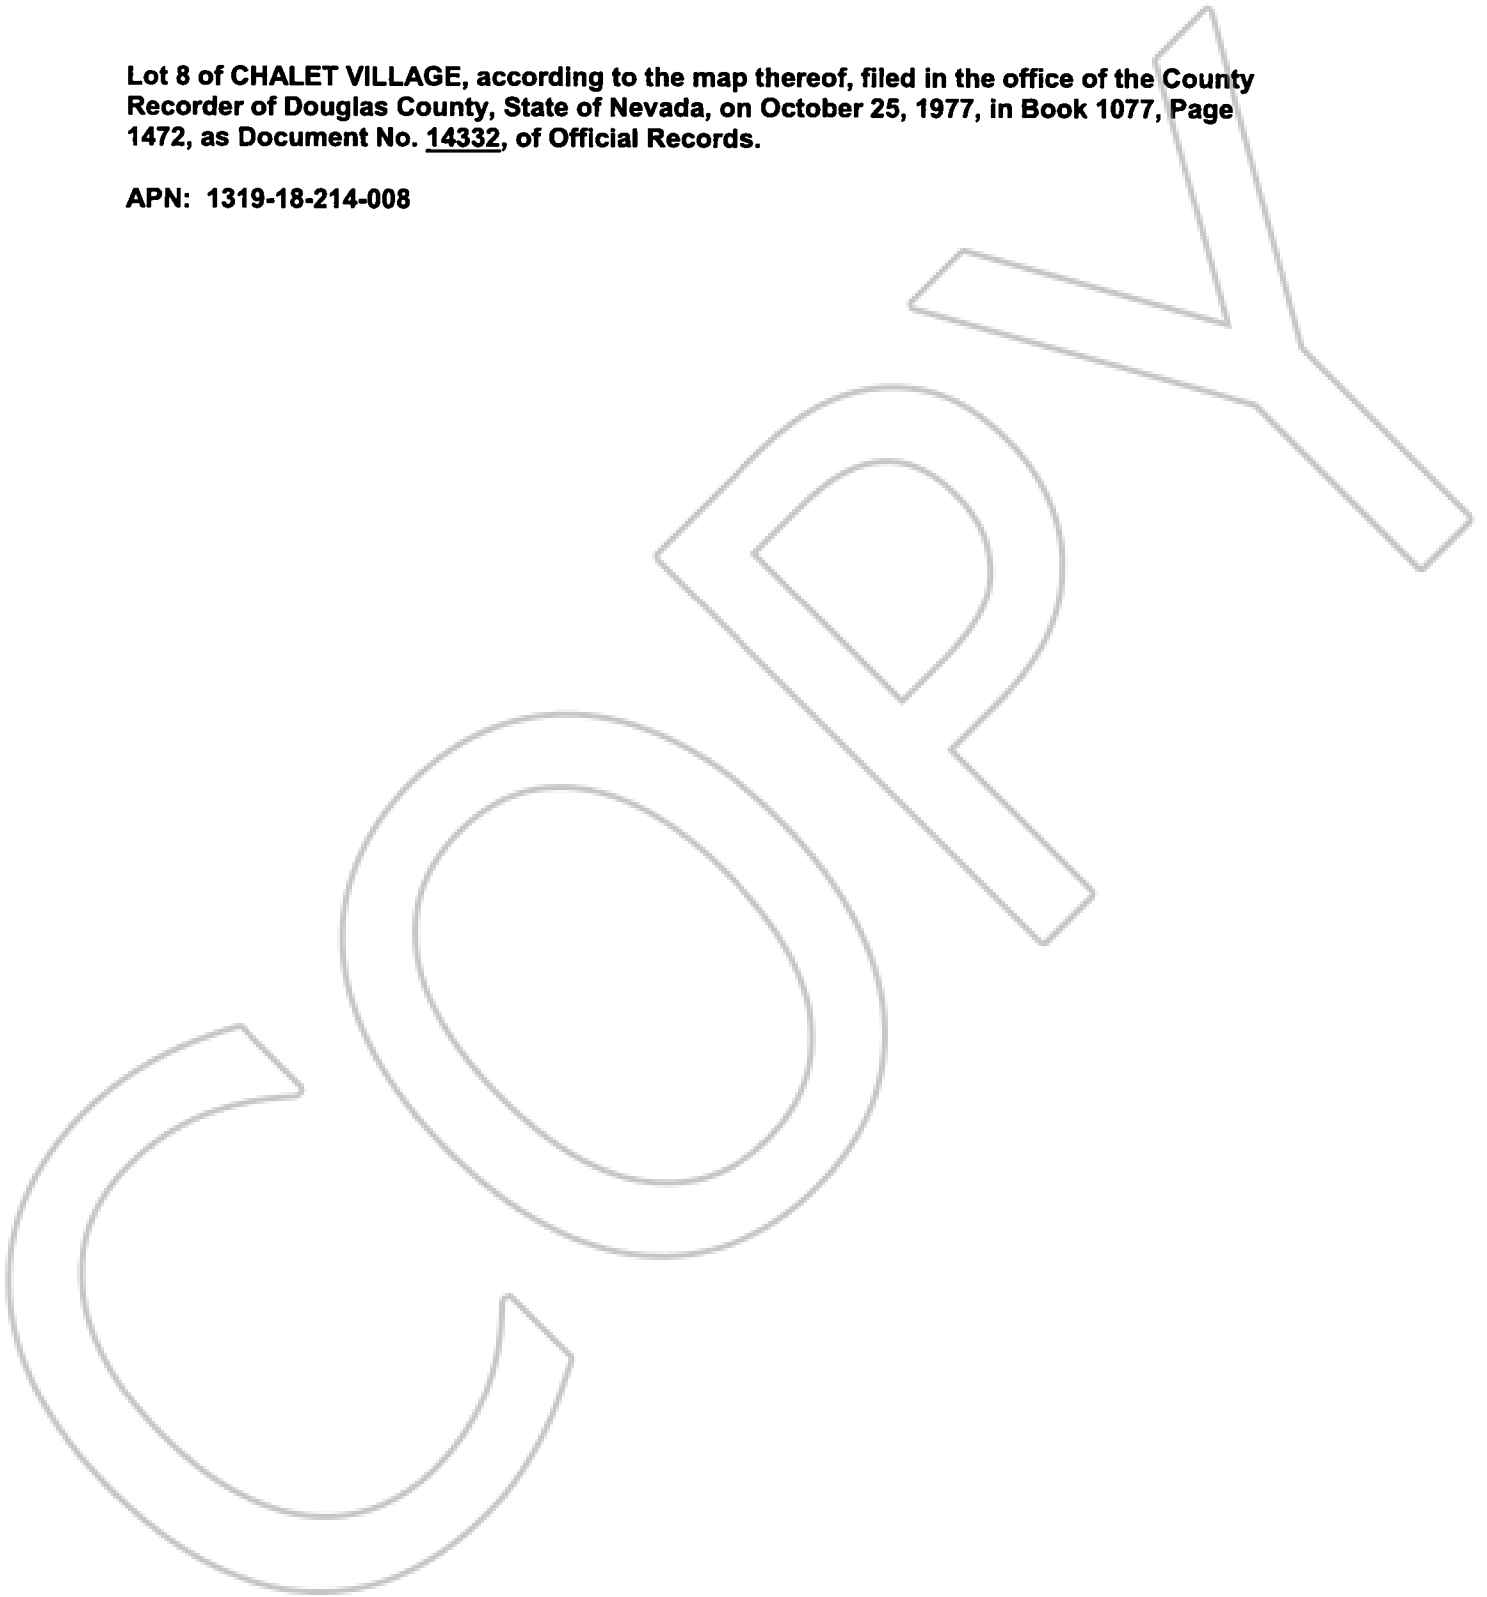 Lot 8 of CHALET VILLAGE, according to the map thereof, filed in the office of the County
Recorder of Douglas County, State of Nevada, on October 25, 1977, in Book 1077, Page
1472, as Document No. 14332, of Official Records.
APN: 1319-18-214-008
COPY